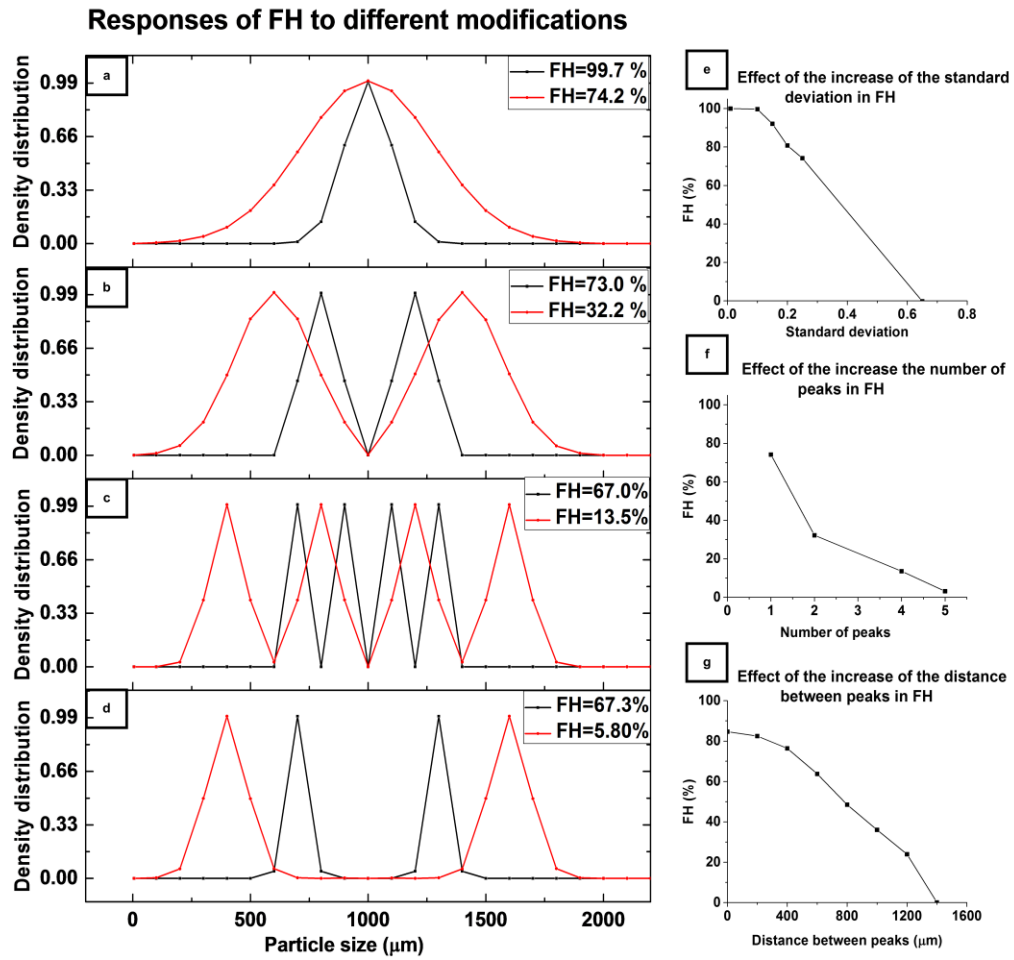 Responses of FH to different modifications
a
FH=99.7 %
FH=74.2 %
Density distribution
0.99
0.66
0.33
0.00
b
FH=73.0 %
FH=32.2 %
Density distribution
0.99
0.66
0.33
0.00
c
FH=67.0%
FH=13.5%
Density distribution
0.99
0.66
0.33
0.00
d
FH=67.3%
FH=5.80%
Density distribution
0.99
0.66
0.33
0.00
0 500 1000 1500 2000
Particle size (μm)
e
Effect of the increase of the standard
deviation in FH
FH (%)
100
80
60
40
20
0
0.0 0.2 0.4 0.6 0.8
Standard deviation
f
Effect of the increase the number of
peaks in FH
FH (%)
100
80
60
40
20
0
0 1 2 3 4 5
Number of peaks
g
Effect of the increase of the distance
between peaks in FH
FH (%)
100
80
60
40
20
0
0 400 800 1200 1600
Distance between peaks (μm)